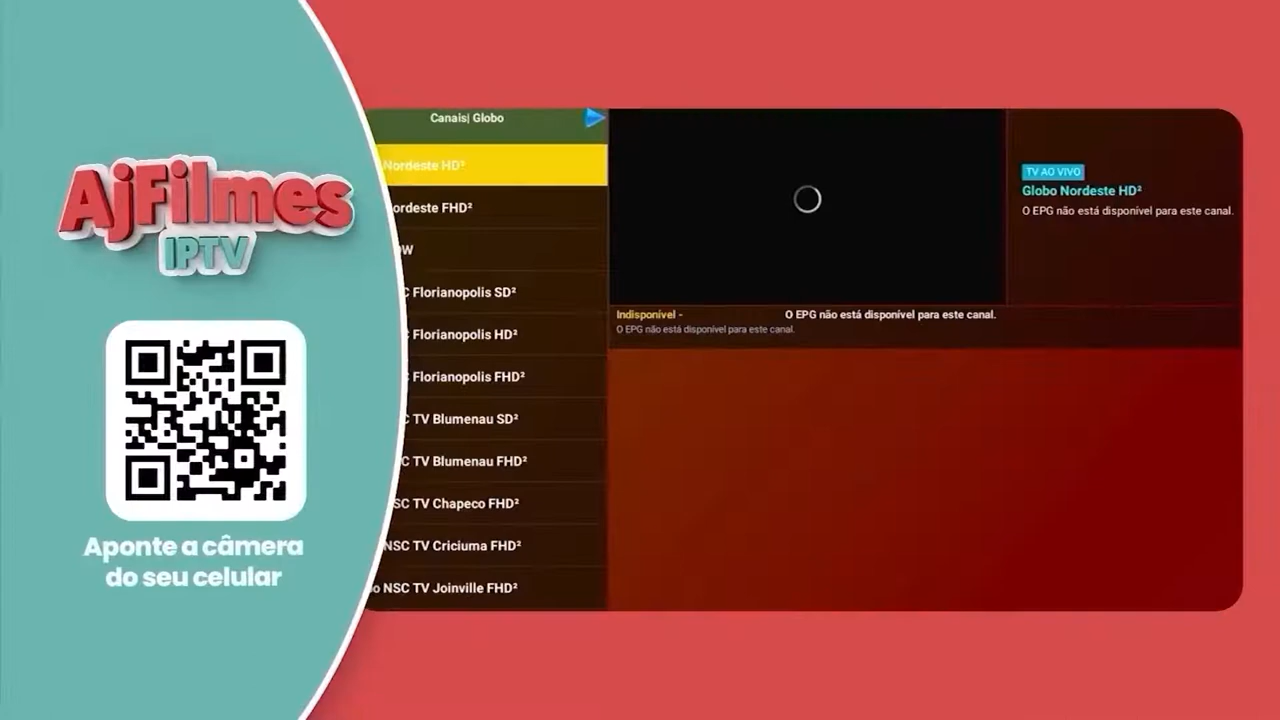 AjFilmes
IPTV
Aponte a câmera
do seu celular
Canais| Globo
Nordeste HD²
ordeste FHD²
OW
C Florianopolis SD²
C Florianopolis HD²
C Florianopolis FHD²
C TV Blumenau SD²
C TV Blumenau FHD²
SC TV Chapeco FHD²
NSC TV Criciuma FHD²
o NSC TV Joinville FHD²
TV AO VIVO
Globo Nordeste HD²
O EPG não está disponível para este canal.
Indisponível - O EPG não está disponível para este canal.
O EPG não está disponível para este canal.